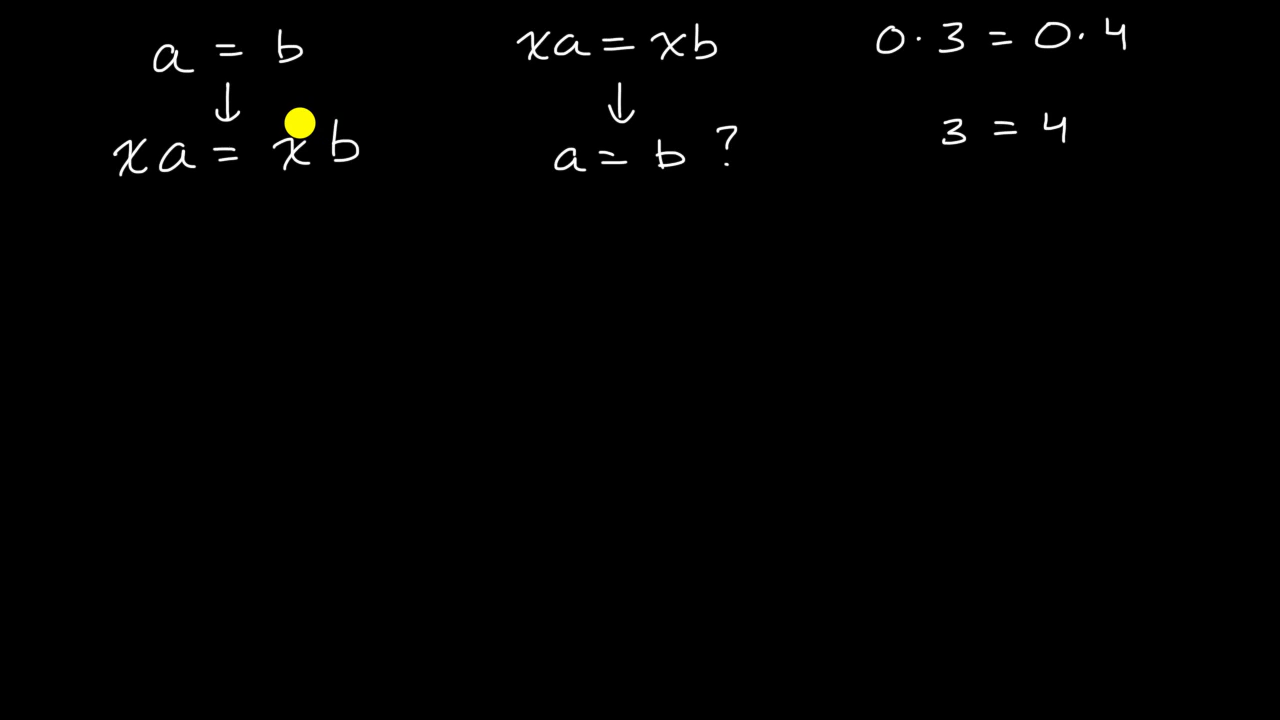 a = b
↓
xa = xb
xa = xb
↓
a = b ?
0 · 3 = 0 · 4
3 = 4